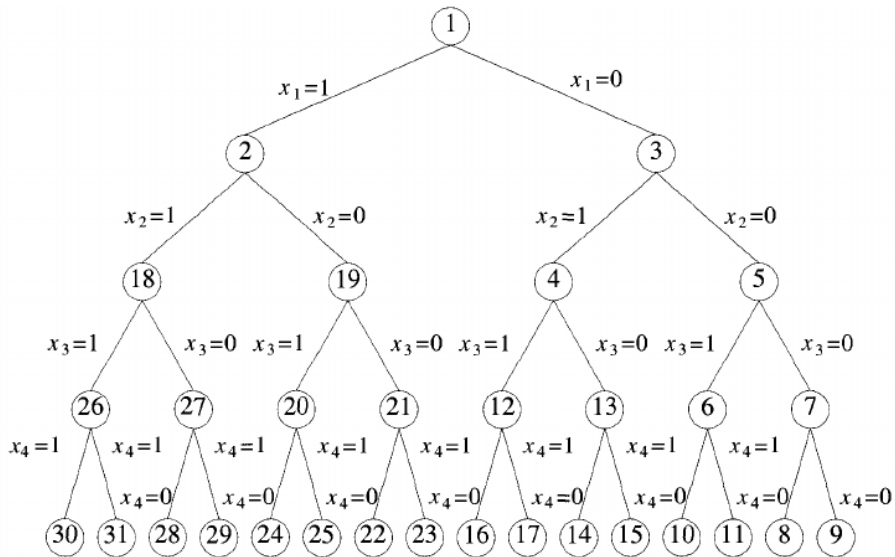 1
x1=1 x1=0
2 3
x2=1 x2=0 x2=1 x2=0
18 19 4 5
x3=1 x3=0 x3=1 x3=0 x3=1 x3=0 x3=1 x3=0
26 27 20 21 12 13 6 7
x4=1 x4=1 x4=1 x4=1 x4=1 x4=1 x4=1 x4=1
x4=0 x4=0 x4=0 x4=0 x4=0 x4=0 x4=0 x4=0
30 31 28 29 24 25 22 23 16 17 14 15 10 11 8 9